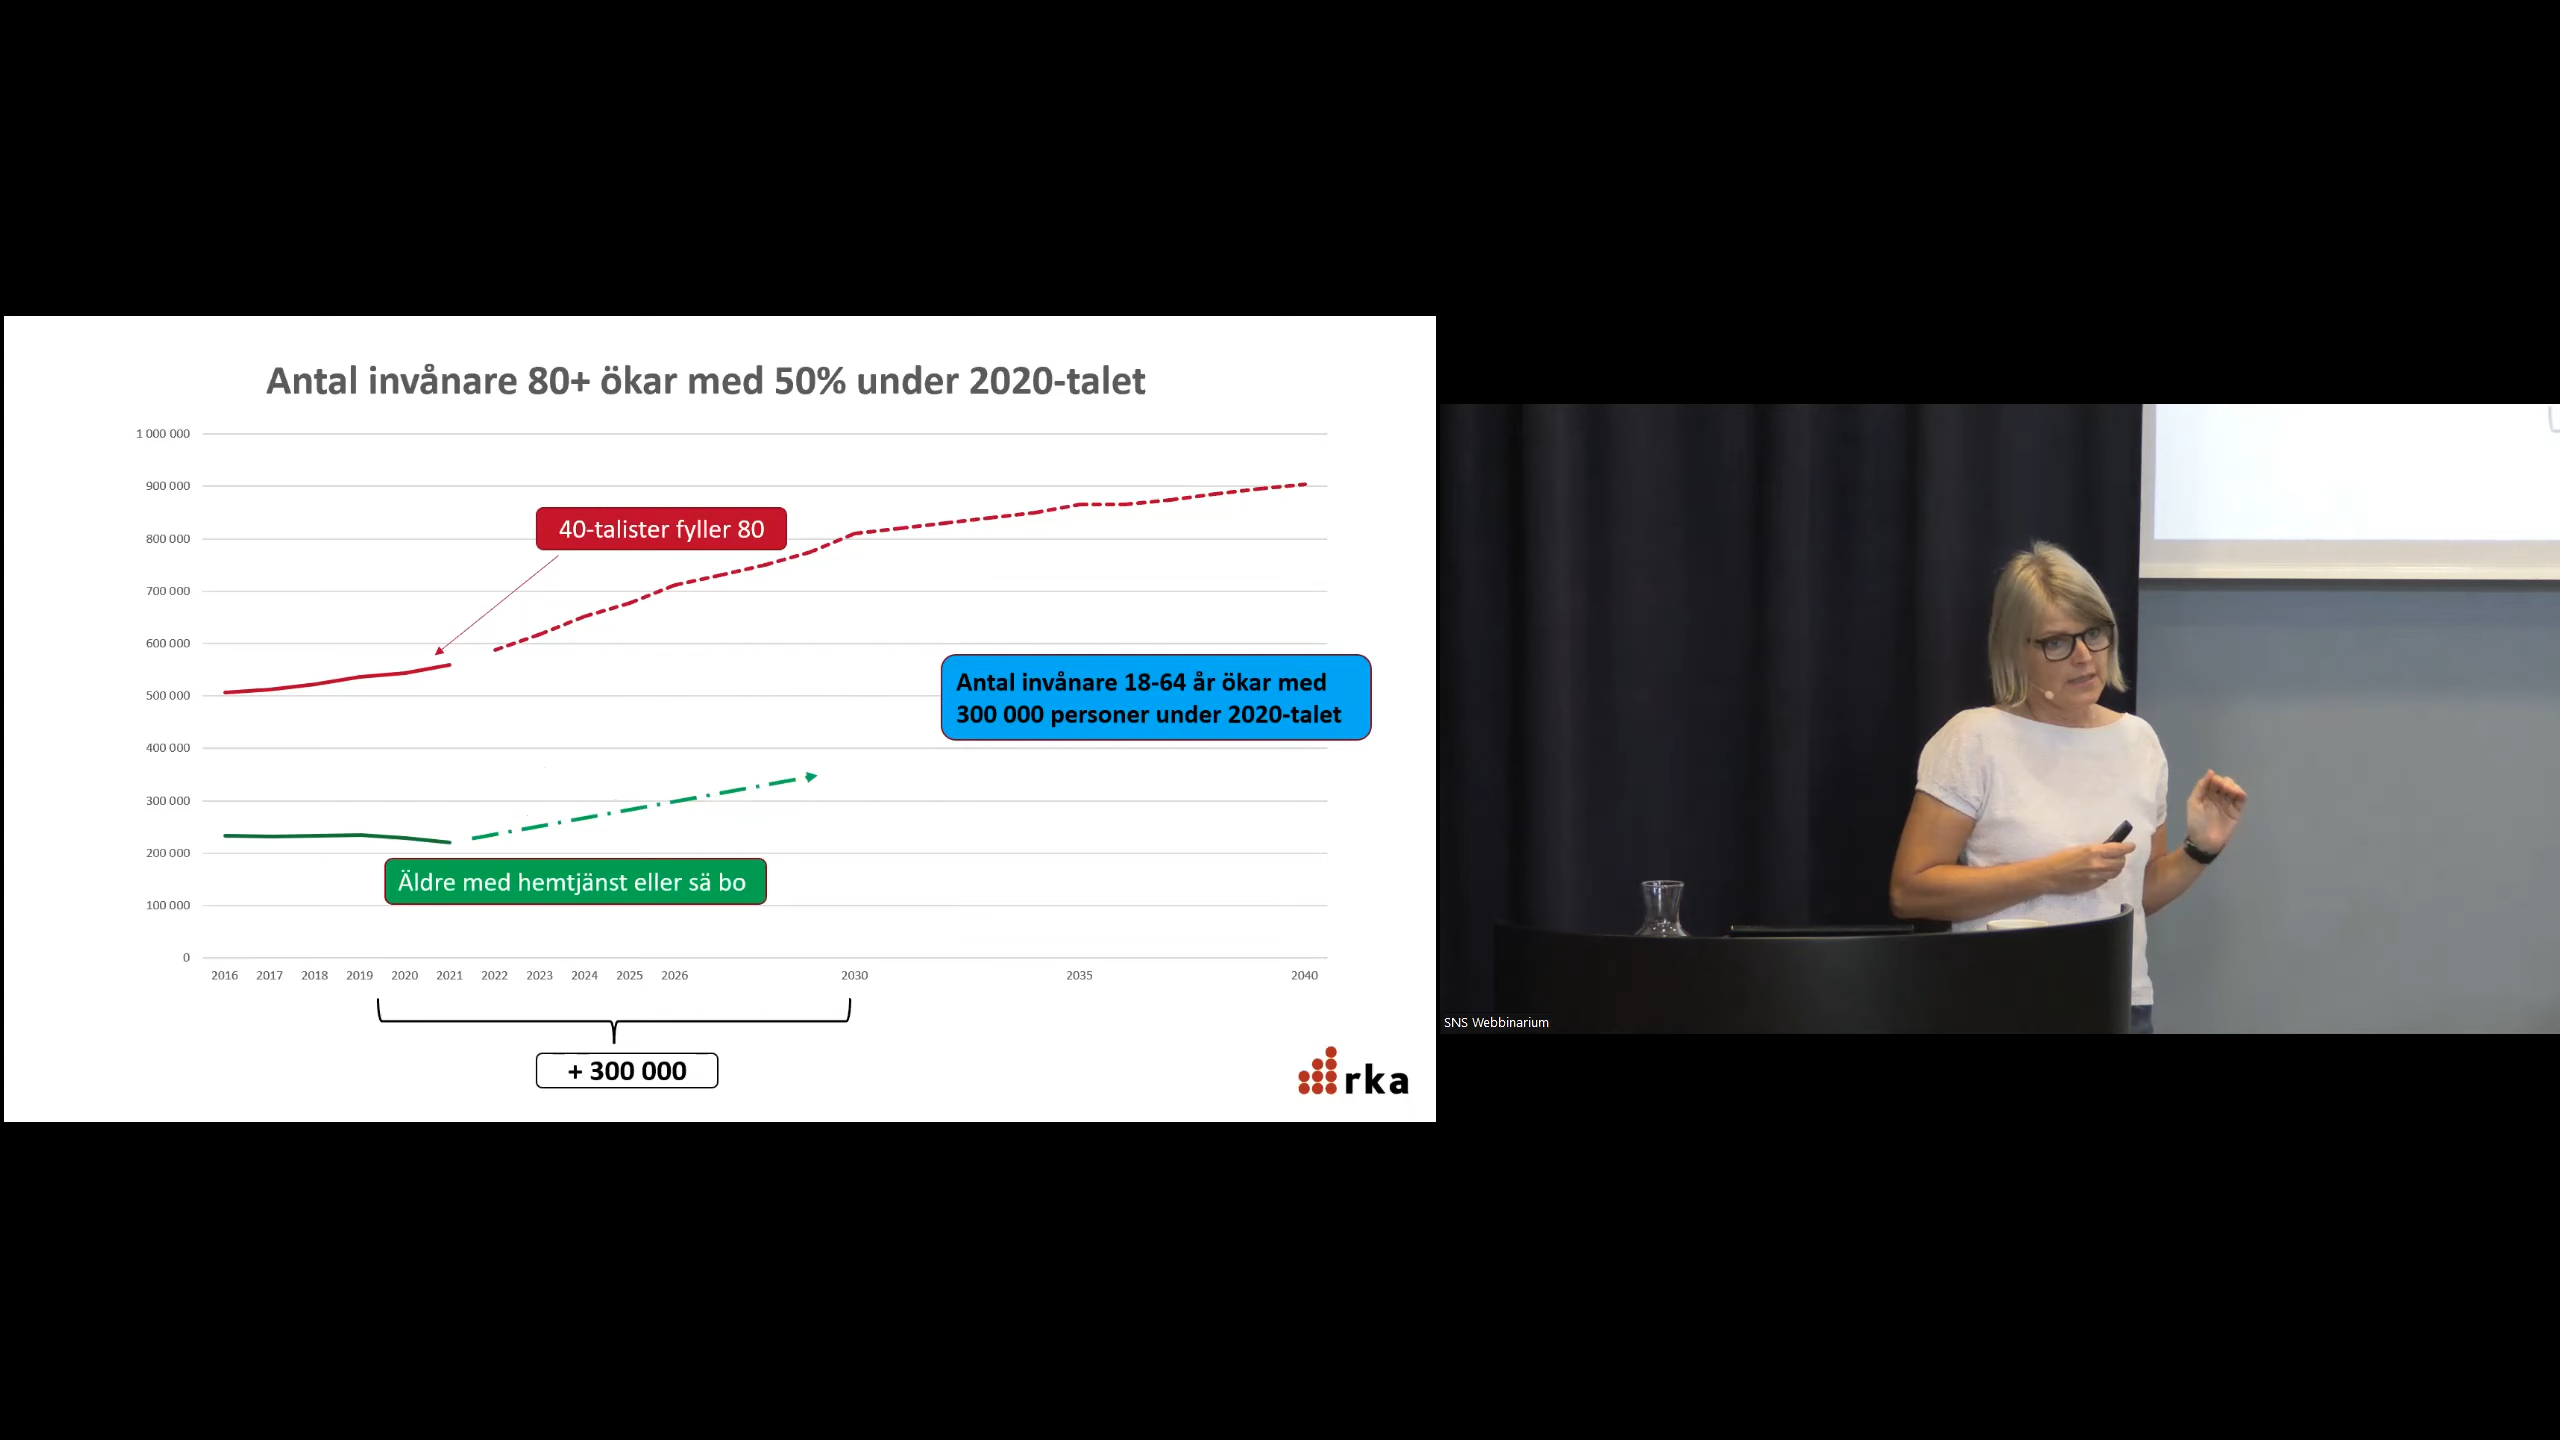 Antal invånare 80+ ökar med 50% under 2020-talet
1 000 000
900 000
800 000
700 000
600 000
500 000
400 000
300 000
200 000
100 000
0
40-talister fyller 80
Antal invånare 18-64 år ökar med
300 000 personer under 2020-talet
Äldre med hemtjänst eller sä bo
2016 2017 2018 2019 2020 2021 2022 2023 2024 2025 2026 2030 2035 2040
+ 300 000
rka
SNS Webbinarium